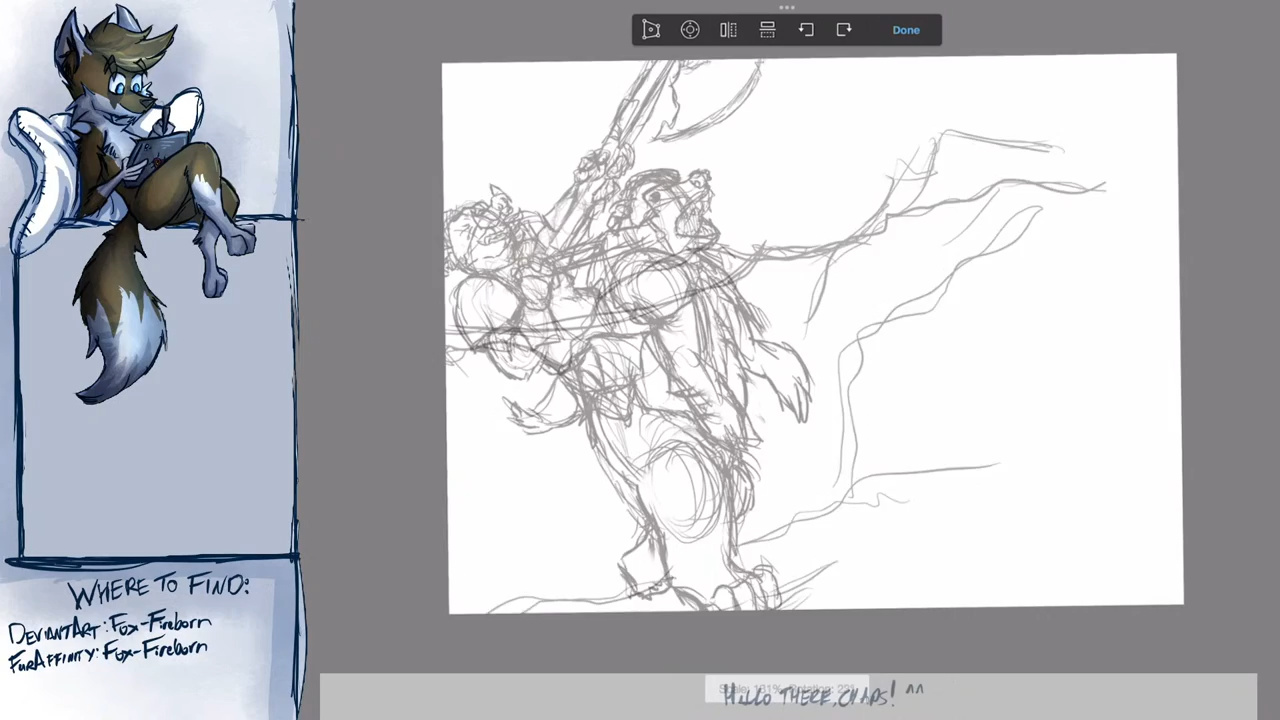 Done
WHERE TO FIND:
DEVIANTART: FOX-FIREBORN
FURAFFINITY: FOX-FIREBORN
HELLO THERE, CHAPS! ^^